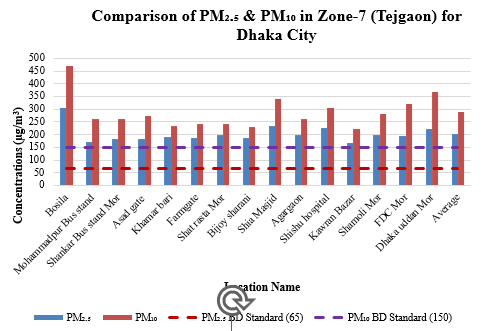 Comparison of PM₂.₅ & PM₁₀ in Zone-7 (Tejgaon) for
Dhaka City
Concentrations (µg/m³)
500
450
400
350
300
250
200
150
100
50
0
Bosila
Mohammadpur Bus stand
Shankar Bus stand Mor
Asad gate
Khamar bari
Farmgate
Shat rasta Mor
Bijoy sharani
Shia Masjid
Agargaon
Shishu hospital
Kawran Bazar
Shamoli Mor
FDC Mor
Dhaka uddan Mor
Average
Location Name
PM₂.₅ PM₁₀ PM₂.₅ BD Standard (65) PM₁₀ BD Standard (150)